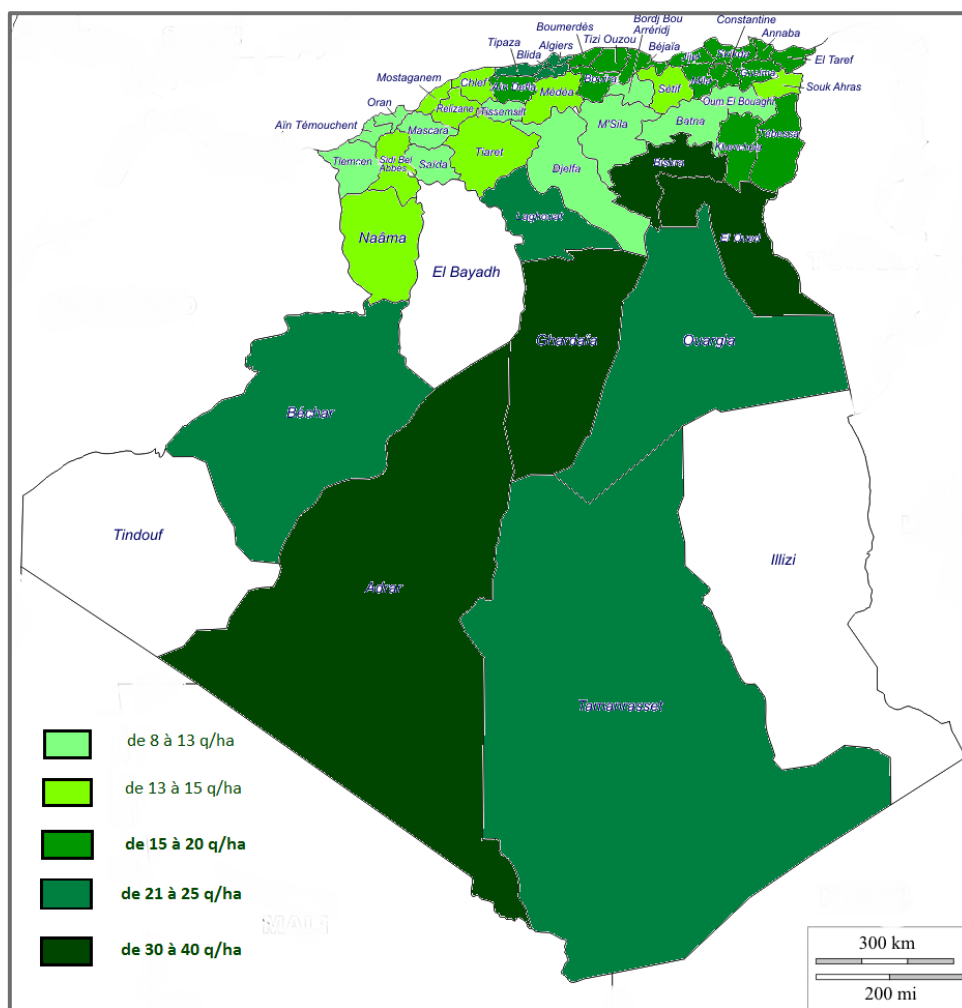 Bordj Bou
Arréridj
Constantine
Boumerdès
Tizi Ouzou
Annaba
Tipaza
Algiers
Béjaïa
Blida
El Taref
Mostaganem
Chlef
Médéa
Sétif
Souk Ahras
Oran
Relizane
Tissemsilt
Oum El Bouaghi
Aïn Témouchent
Mascara
M'Sila
Batna
Tébessa
Khenchela
Tlemcen
Sidi Bel
Abbès
Saïda
Tiaret
Djelfa
Biskra
Laghouat
El Oued
Naâma
El Bayadh
Ghardaïa
Ouargla
Béchar
Tindouf
Illizi
Adrar
Tamanrasset
de 8 à 13 q/ha
de 13 à 15 q/ha
de 15 à 20 q/ha
de 21 à 25 q/ha
de 30 à 40 q/ha
MALI
300 km
200 mi